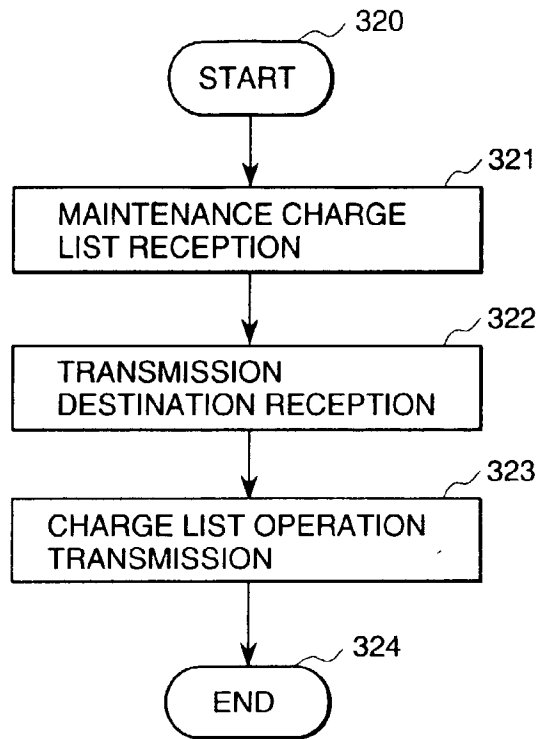 320
START
321
MAINTENANCE CHARGE
LIST RECEPTION
322
TRANSMISSION
DESTINATION RECEPTION
323
CHARGE LIST OPERATION
TRANSMISSION
324
END